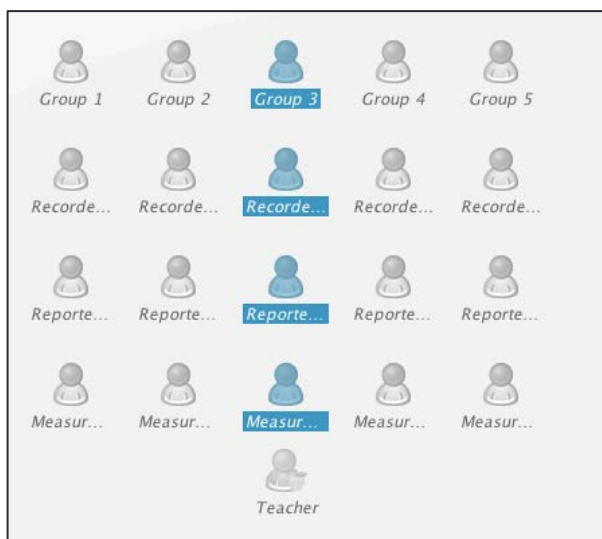 Group 1 Group 2 Group 3 Group 4 Group 5
Recorde... Recorde... Recorde... Recorde... Recorde...
Reporte... Reporte... Reporte... Reporte... Reporte...
Measur... Measur... Measur... Measur... Measur...
Teacher